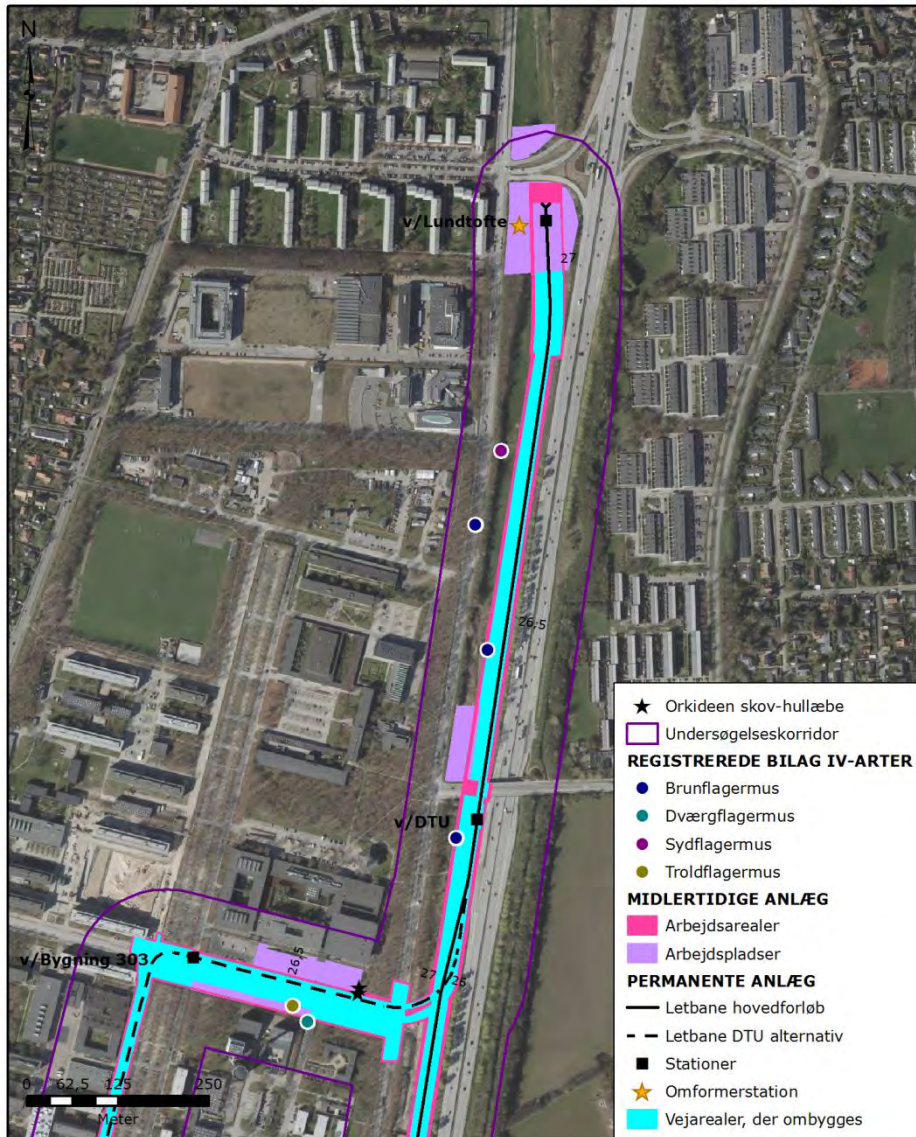 N
v/Lundtofte
27
26,5
v/DTU
v/Bygning 303
26,5
27
26
0 62,5 125 250
Meter
Orkideen skov-hullæbe
Undersøgelseskorridor
REGISTREREDE BILAG IV-ARTER
Brunflagermus
Dværgflagermus
Sydflagermus
Troldflagermus
MIDLERTIDIGE ANLÆG
Arbejdsarealer
Arbejdspladser
PERMANENTE ANLÆG
Letbane hovedforløb
Letbane DTU alternativ
Stationer
Omformerstation
Vejarealer, der ombygges